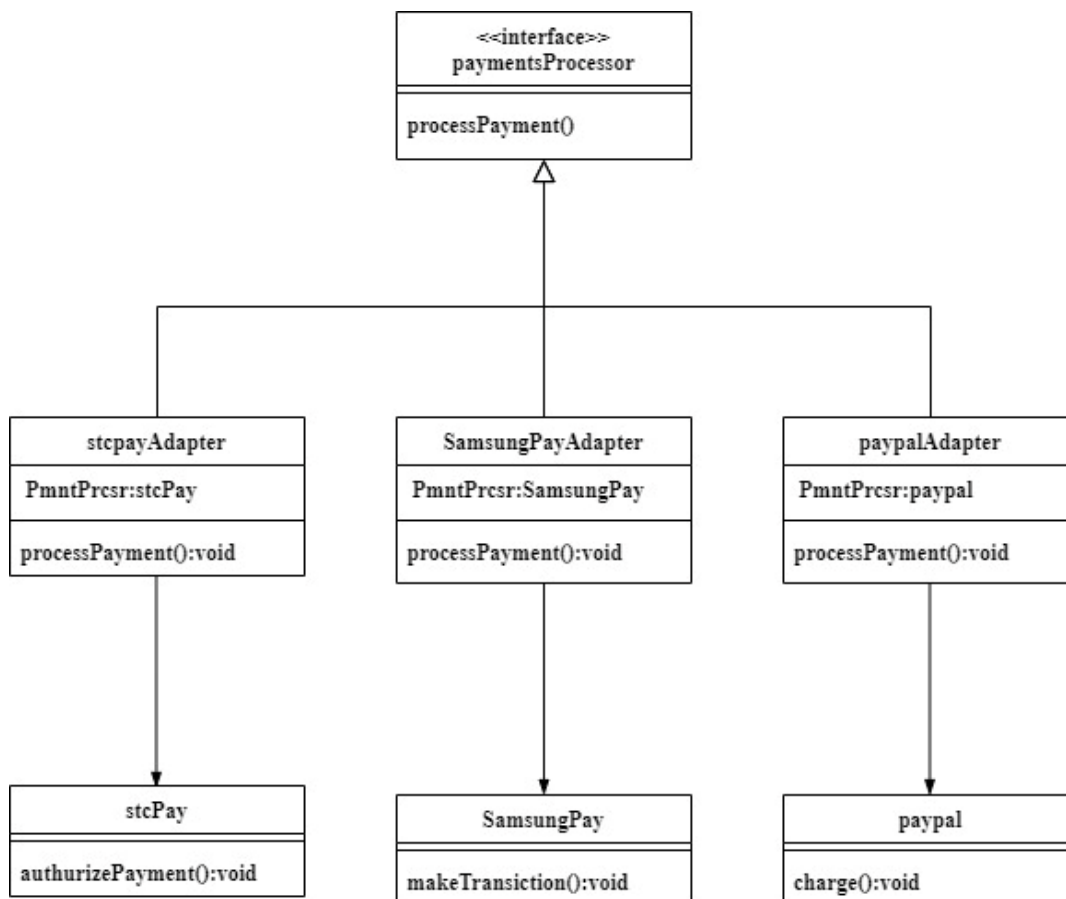 <<interface>>
paymentsProcessor
processPayment()
stcpayAdapter
PmntPrcsr:stcPay
processPayment():void
SamsungPayAdapter
PmntPrcsr:SamsungPay
processPayment():void
paypalAdapter
PmntPrcsr:paypal
processPayment():void
stcPay
authurizePayment():void
SamsungPay
makeTransiction():void
paypal
charge():void